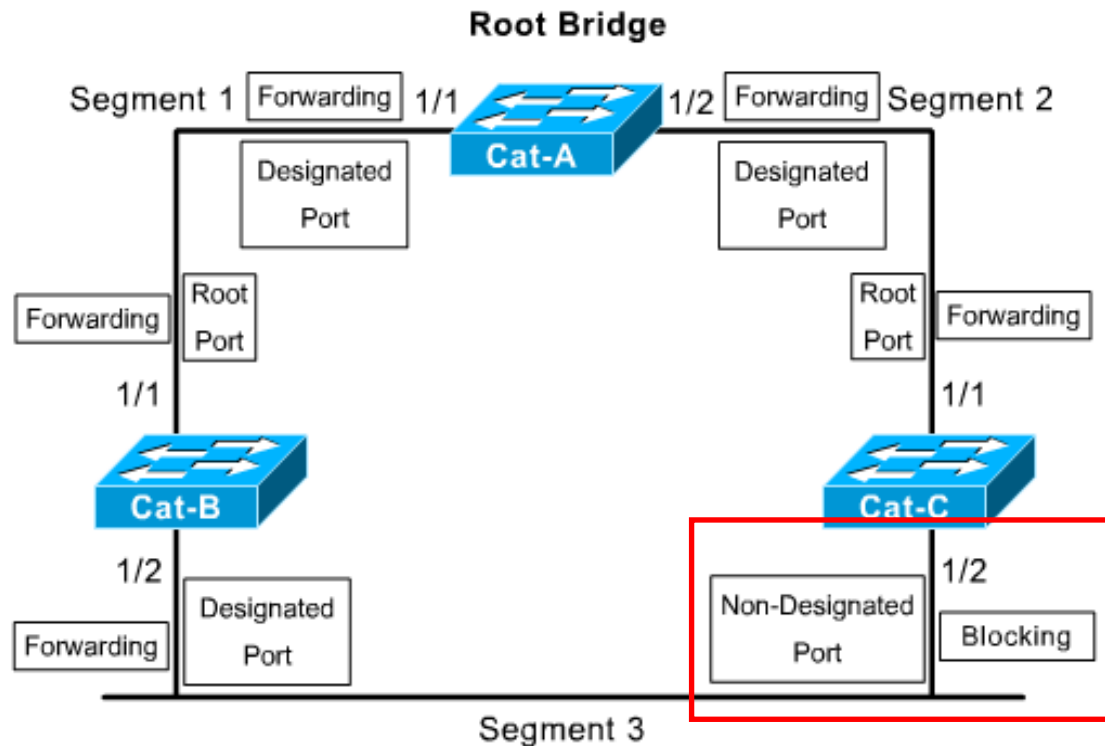 Root Bridge
Segment 1
Forwarding
1/1
1/2
Forwarding
Segment 2
Cat-A
Designated
Port
Designated
Port
Forwarding
Root
Port
Root
Port
Forwarding
1/1
1/1
Cat-B
Cat-C
1/2
1/2
Forwarding
Designated
Port
Non-Designated
Port
Blocking
Segment 3